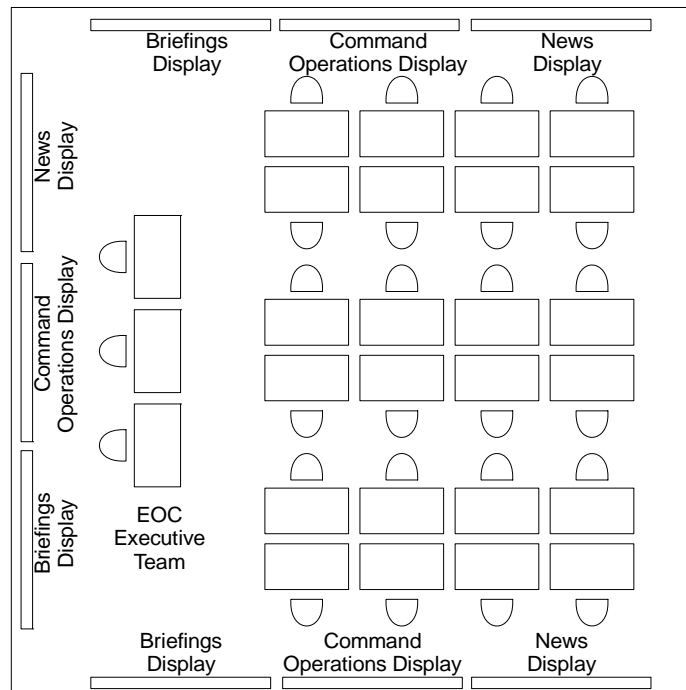 Briefings
Display
Command
Operations Display
News
Display
News
Display
Command
Operations Display
Briefings
Display
EOC
Executive
Team
Briefings
Display
Command
Operations Display
News
Display